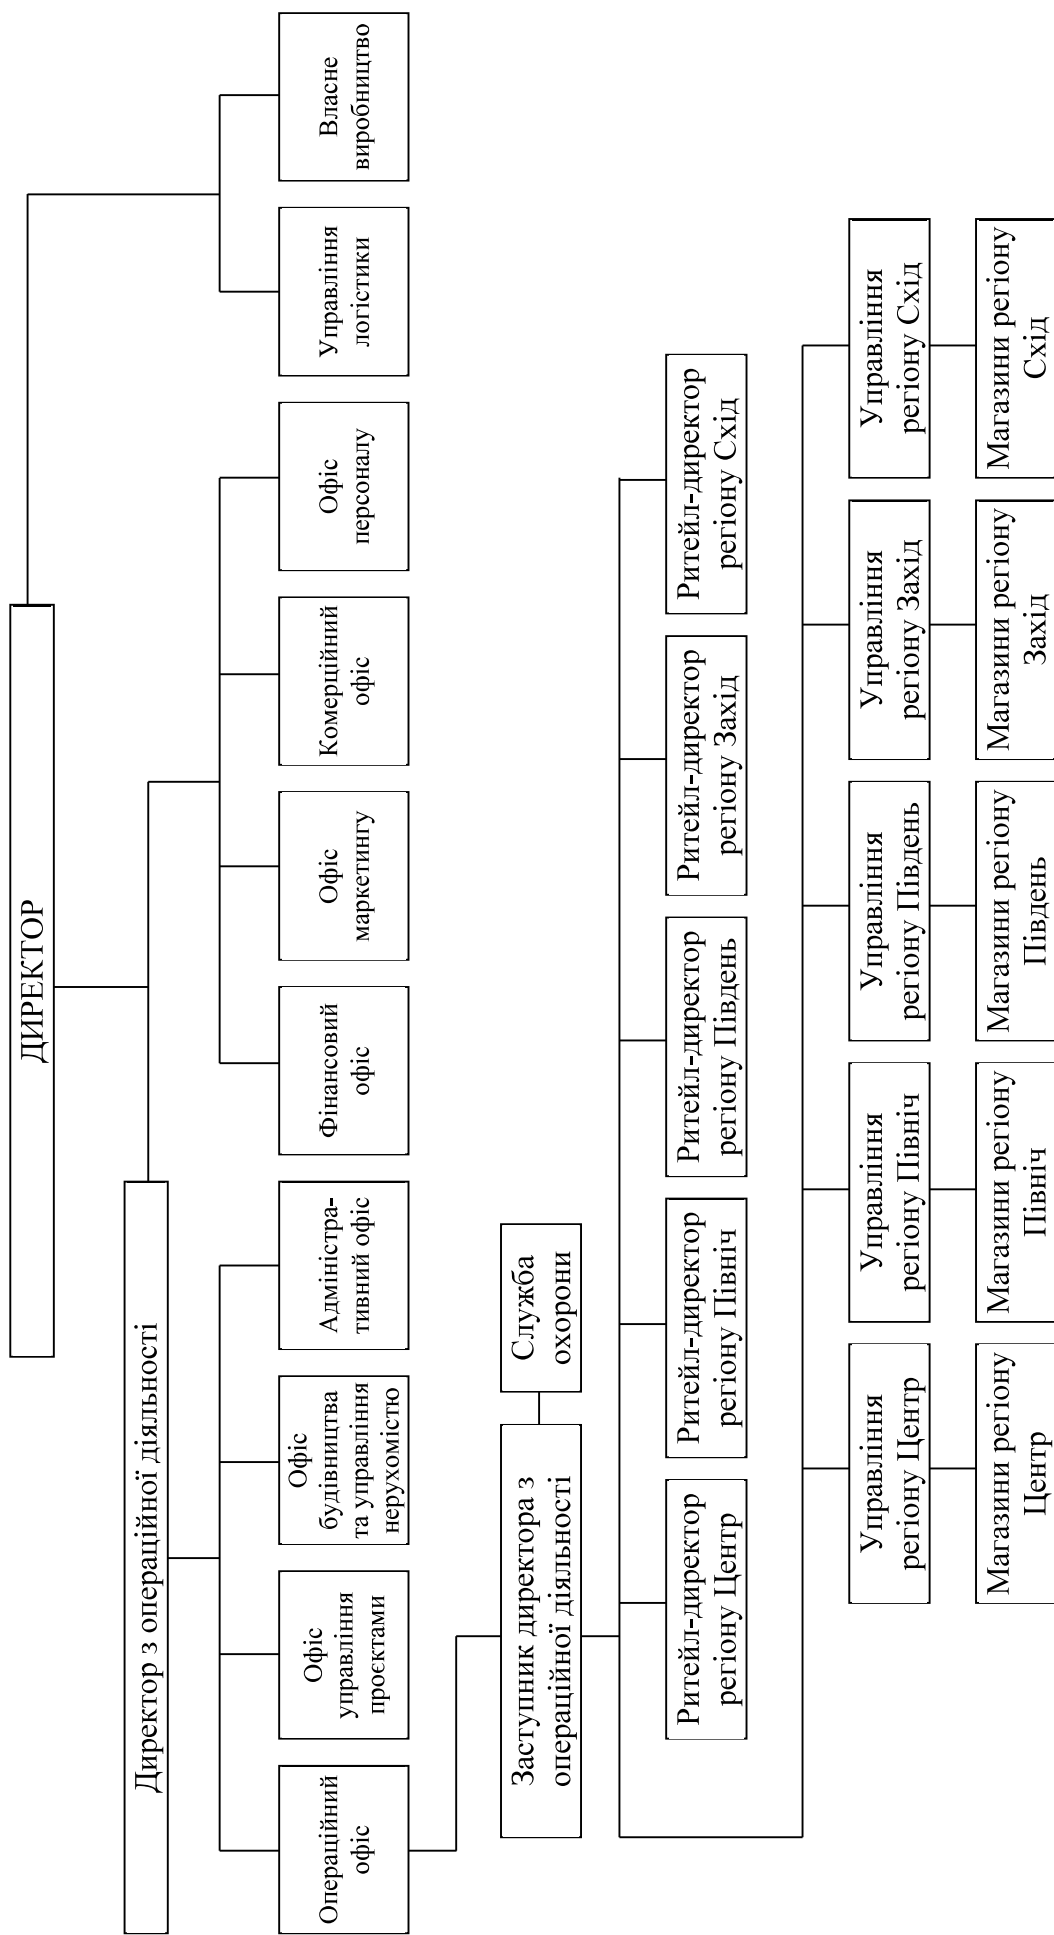 ДИРЕКТОР
Директор з операційної діяльності
Операційний
офіс
Офіс
управління
проєктами
Офіс
будівництва
та управління
нерухомістю
Адміністра-
тивний офіс
Фінансовий
офіс
Офіс
маркетингу
Комерційний
офіс
Офіс
персоналу
Управління
логістики
Власне
виробництво
Заступник директора з
операційної діяльності
Служба
охорони
Ритейл-директор
регіону Центр
Ритейл-директор
регіону Північ
Ритейл-директор
регіону Південь
Ритейл-директор
регіону Захід
Ритейл-директор
регіону Схід
Управління
регіону Центр
Управління
регіону Північ
Управління
регіону Південь
Управління
регіону Захід
Управління
регіону Схід
Магазини регіону
Центр
Магазини регіону
Північ
Магазини регіону
Південь
Магазини регіону
Захід
Магазини регіону
Схід